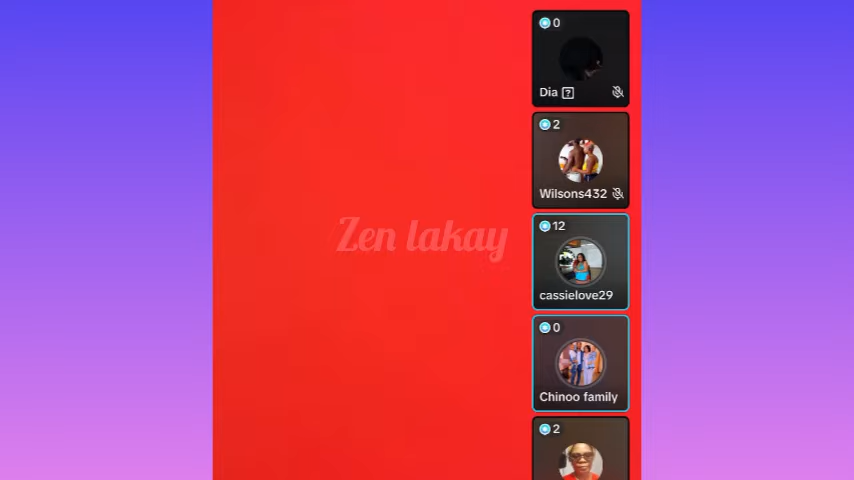 0
Dia ?
2
Wilsons432
12
cassielove29
Zen lakay
0
Chinoo family
2